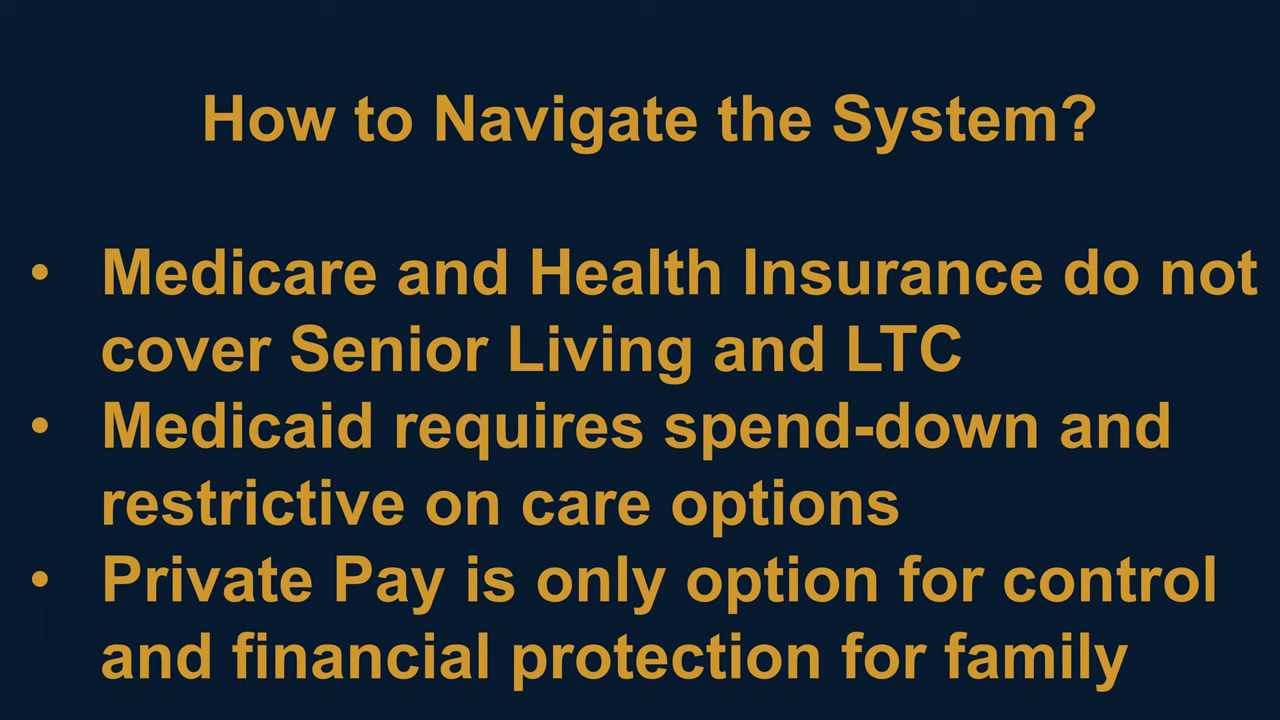 How to Navigate the System?
• Medicare and Health Insurance do not
cover Senior Living and LTC
• Medicaid requires spend-down and
restrictive on care options
• Private Pay is only option for control
and financial protection for family